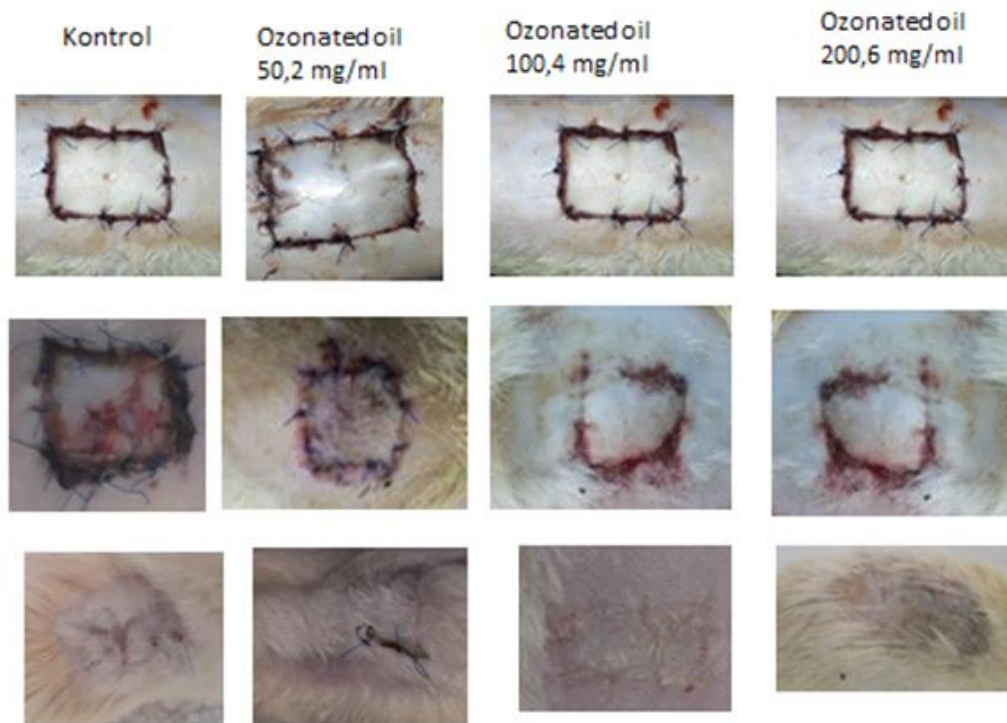 Kontrol
Ozonated oil
50,2 mg/ml
Ozonated oil
100,4 mg/ml
Ozonated oil
200,6 mg/ml